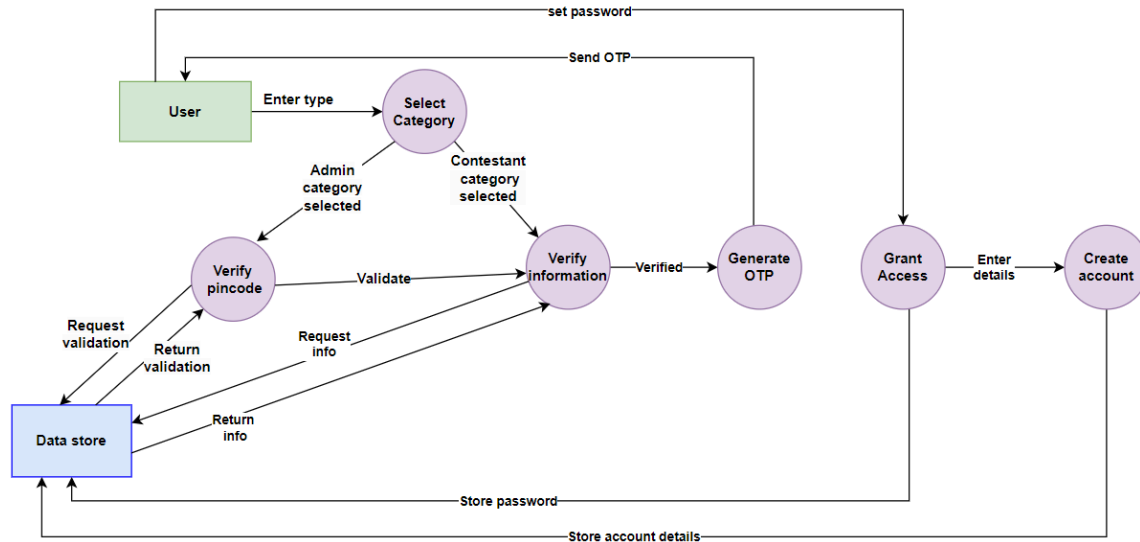 set password
Send OTP
User
Enter type
Select
Category
Admin
category
selected
Contestant
category
selected
Verify
pincode
Validate
Verify
information
Verified
Generate
OTP
Grant
Access
Enter
details
Create
account
Request
validation
Return
validation
Request
info
Return
info
Data store
Store password
Store account details